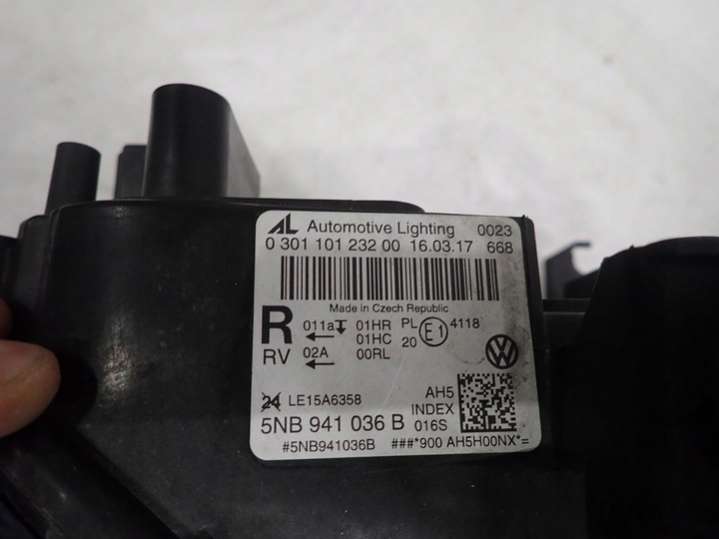 AL Automotive Lighting 0023
0 301 101 232 00 16.03.17 668
Made in Czech Republic
R 011a 01HR PL E1 4118
01HC 20
RV 02A 00RL
24 LE15A6358 AH5
INDEX
5NB 941 036 B 016S
#5NB941036B ###*900 AH5H00NX*=